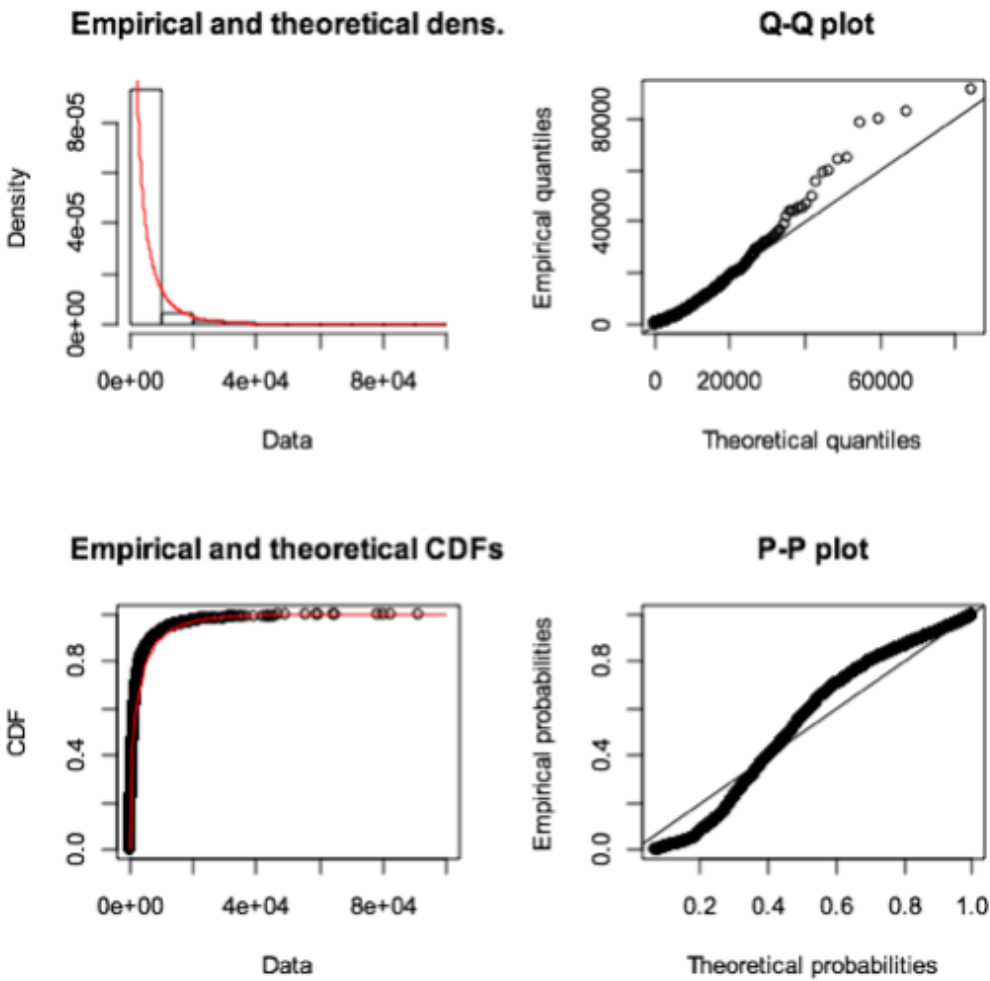 Empirical and theoretical dens.
Density
0e+00 4e-05 8e-05
0e+00 4e+04 8e+04
Data
Q-Q plot
Empirical quantiles
0 40000 80000
0 20000 60000
Theoretical quantiles
Empirical and theoretical CDFs
CDF
0.0 0.4 0.8
0e+00 4e+04 8e+04
Data
P-P plot
Empirical probabilities
0.0 0.4 0.8
0.2 0.4 0.6 0.8 1.0
Theoretical probabilities